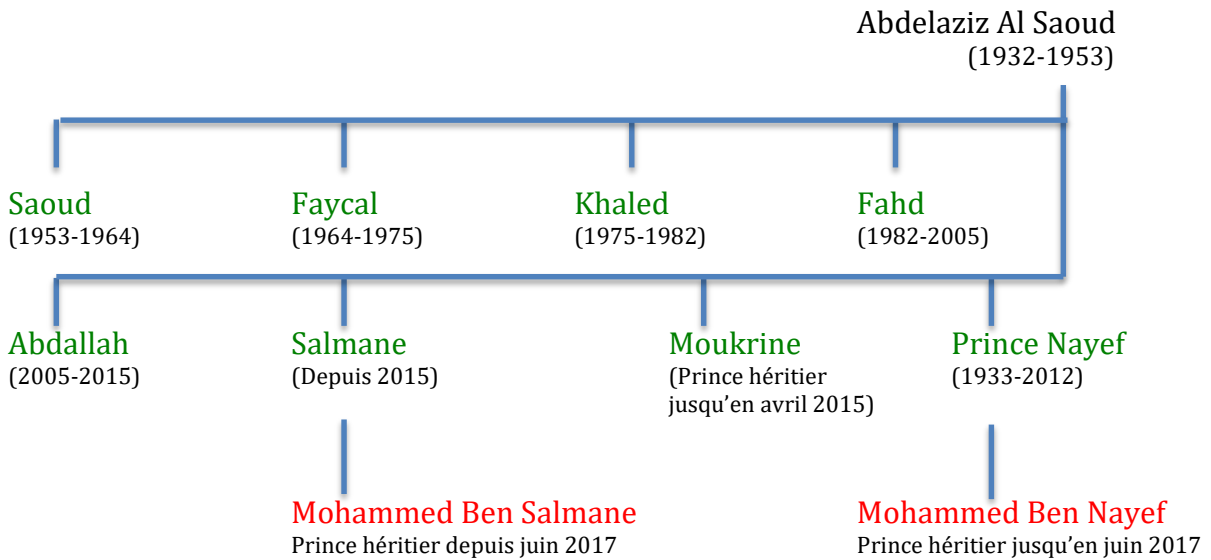 Abdelaziz Al Saoud
(1932-1953)
Saoud
(1953-1964)
Faycal
(1964-1975)
Khaled
(1975-1982)
Fahd
(1982-2005)
Abdallah
(2005-2015)
Salmane
(Depuis 2015)
Moukrine
(Prince héritier
jusqu’en avril 2015)
Prince Nayef
(1933-2012)
Mohammed Ben Salmane
Prince héritier depuis juin 2017
Mohammed Ben Nayef
Prince héritier jusqu’en juin 2017